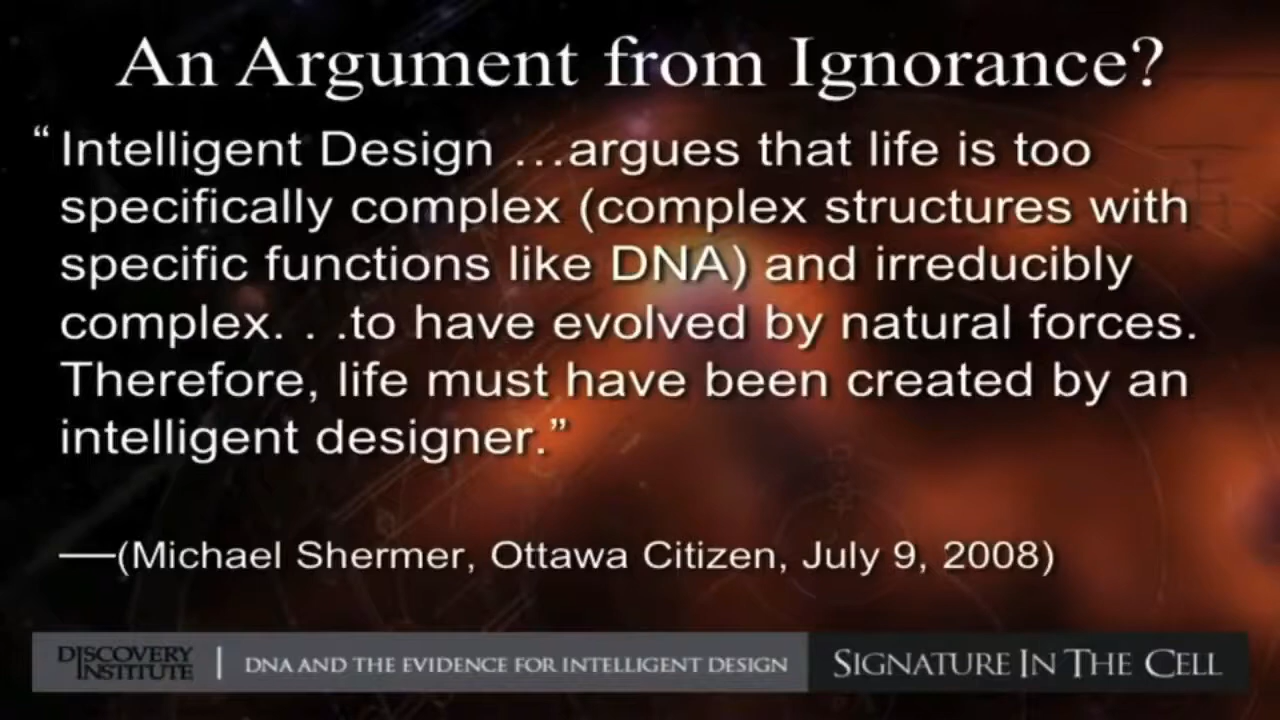 An Argument from Ignorance?
“Intelligent Design …argues that life is too
specifically complex (complex structures with
specific functions like DNA) and irreducibly
complex. . .to have evolved by natural forces.
Therefore, life must have been created by an
intelligent designer.”
—(Michael Shermer, Ottawa Citizen, July 9, 2008)
DISCOVERY
INSTITUTE
DNA AND THE EVIDENCE FOR INTELLIGENT DESIGN
SIGNATURE IN THE CELL